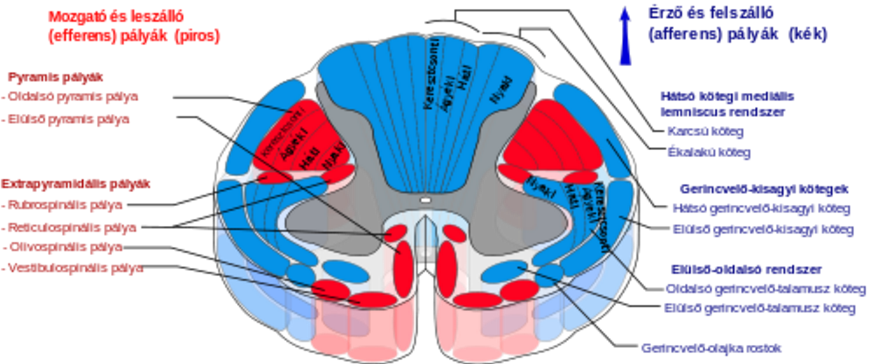 Mozgató és leszálló
(efferens) pályák (piros)
Pyramis pályák
- Oldalsó pyramis pálya
- Elülső pyramis pálya
Extrapyramidális pályák
- Rubrospinális pálya
- Reticulospinális pálya
- Olivospinális pálya
- Vestibulospinális pálya
Keresztcsonti
Ágyéki
Háti
Nyaki
Keresztcsonti
Ágyéki
Háti
Nyaki
Nyaki
Háti
Ágyéki
Keresztcsonti
Érző és felszálló
(afferens) pályák (kék)
Hátsó kötegi mediális
lemniscus rendszer
Karcsú köteg
Ékalakú köteg
Gerincvelő-kisagyi kötegek
Hátsó gerincvelő-kisagyi köteg
Elülső gerincvelő-kisagyi köteg
Elülső-oldalsó rendszer
Oldalsó gerincvelő-talamusz köteg
Elülső gerincvelő-talamusz köteg
Gerincvelő-olajka rostok